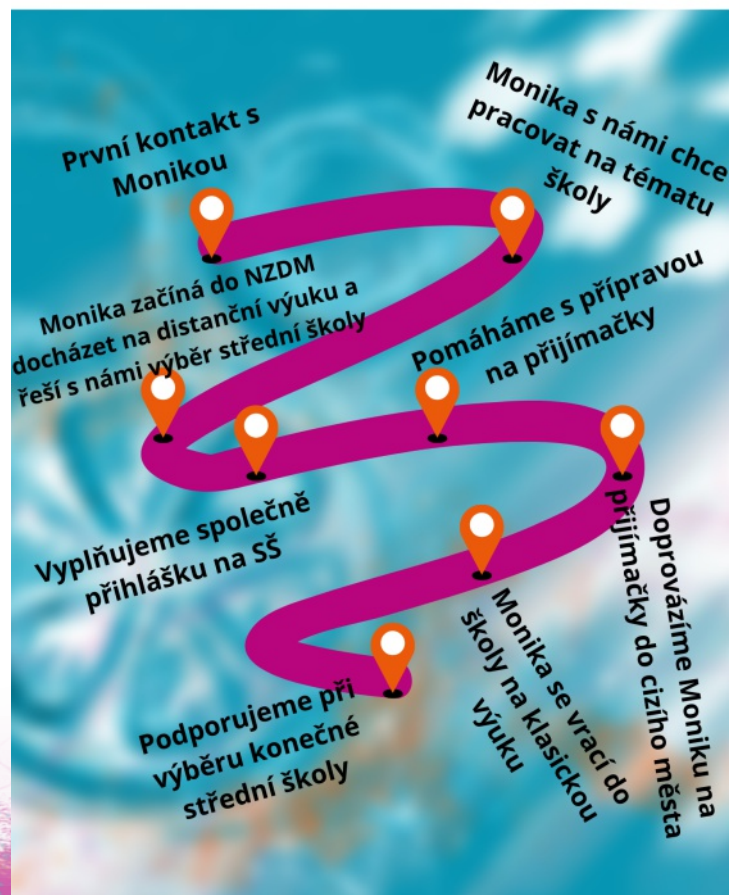 První kontakt s
Monikou
Monika s námi chce
pracovat na tématu
školy
Monika začíná do NZDM
docházet na distanční výuku a
řeší s námi výběr střední školy
Vyplňujeme společně
přihlášku na SŠ
Pomáháme s přípravou
na přijímačky
Doprovázíme Moniku na
přijímačky do cizího města
Monika se vrací do
školy na klasickou
výuku
Podporujeme při
výběru konečné
střední školy